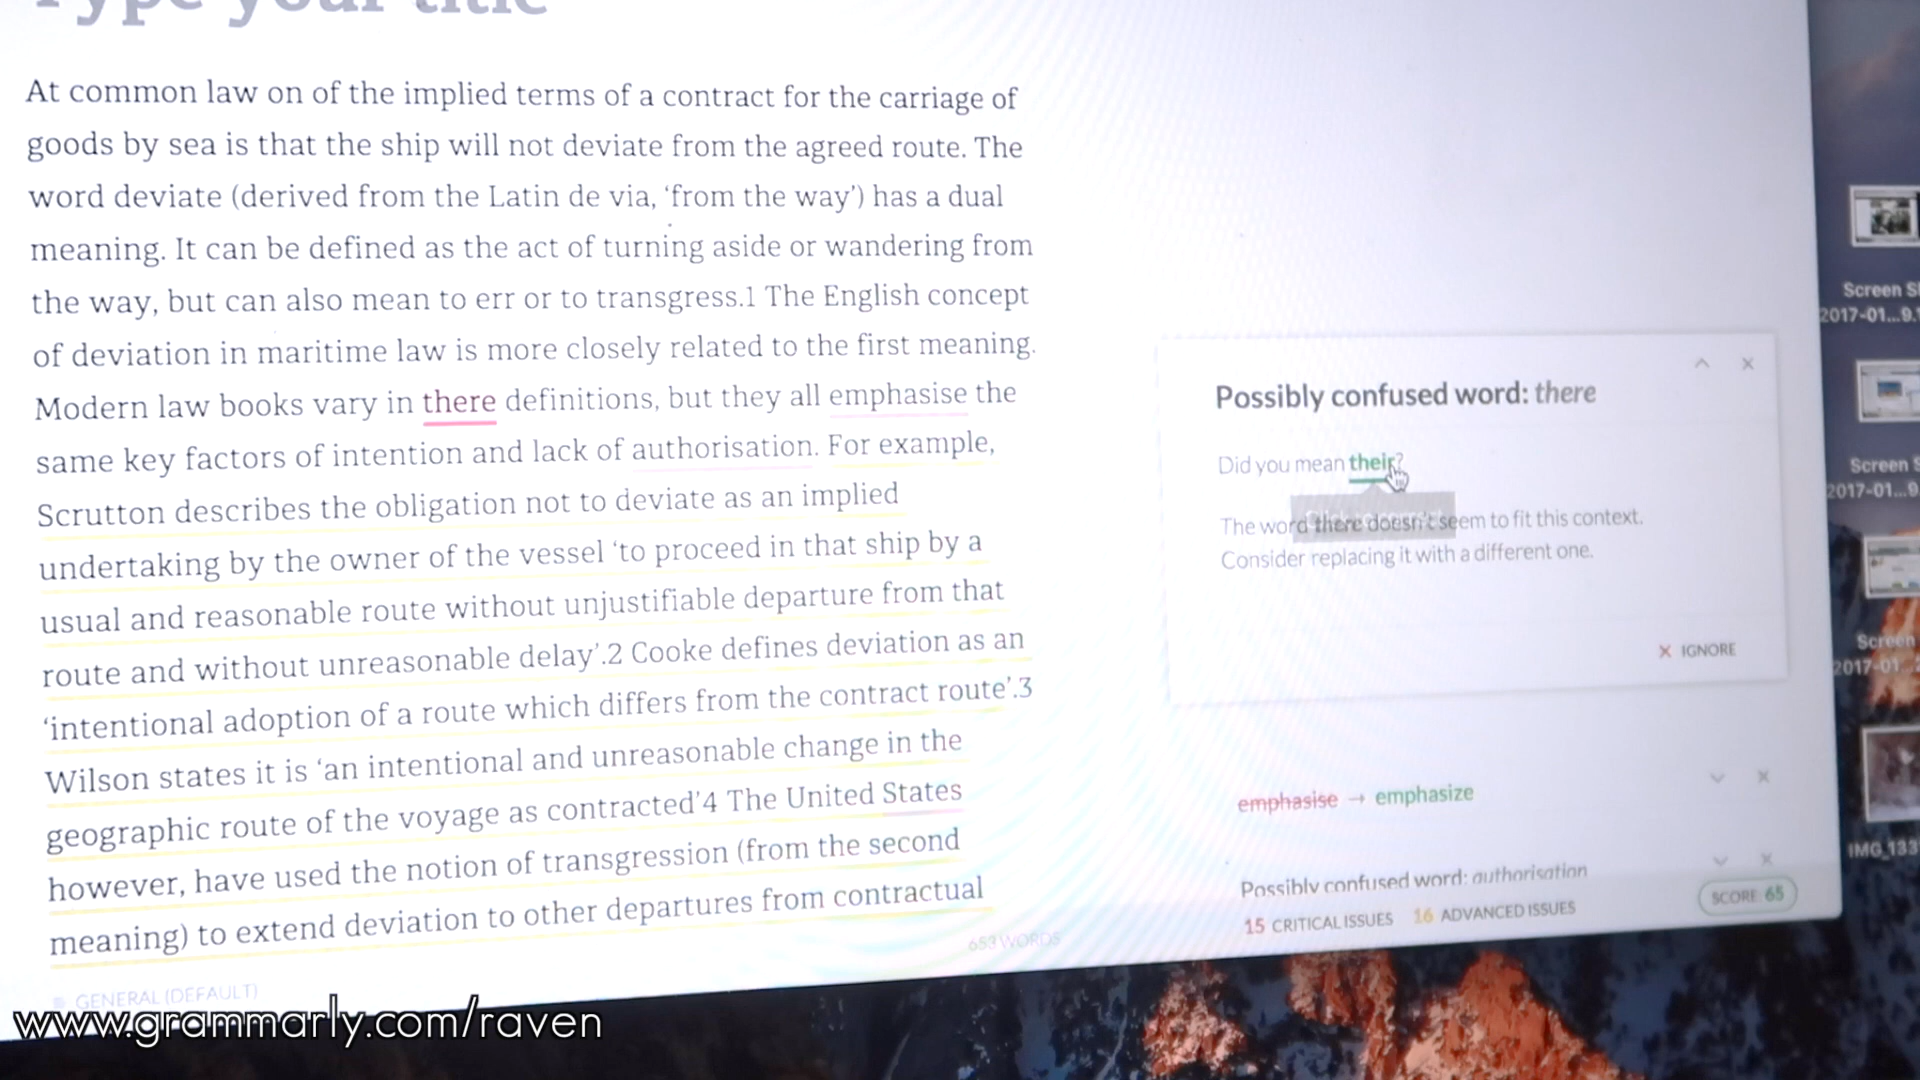 Type your title
At common law on of the implied terms of a contract for the carriage of
goods by sea is that the ship will not deviate from the agreed route. The
word deviate (derived from the Latin de via, ‘from the way’) has a dual
meaning. It can be defined as the act of turning aside or wandering from
the way, but can also mean to err or to transgress.1 The English concept
of deviation in maritime law is more closely related to the first meaning.
Modern law books vary in there definitions, but they all emphasise the
same key factors of intention and lack of authorisation. For example,
Scrutton describes the obligation not to deviate as an implied
undertaking by the owner of the vessel ‘to proceed in that ship by a
usual and reasonable route without unjustifiable departure from that
route and without unreasonable delay’.2 Cooke defines deviation as an
‘intentional adoption of a route which differs from the contract route’.3
Wilson states it is ‘an intentional and unreasonable change in the
geographic route of the voyage as contracted’4 The United States
however, have used the notion of transgression (from the second
meaning) to extend deviation to other departures from contractual
653 WORDS
GENERAL (DEFAULT)
Possibly confused word: there
Did you mean their?
The word there doesn't seem to fit this context.
Consider replacing it with a different one.
IGNORE
emphasise → emphasize
Possibly confused word: authorisation
15 CRITICAL ISSUES 16 ADVANCED ISSUES
SCORE: 65
Screen
2017-01...9.
Screen
2017-01...9.
Screen
2017-01...
IMG_133
www.grammarly.com/raven